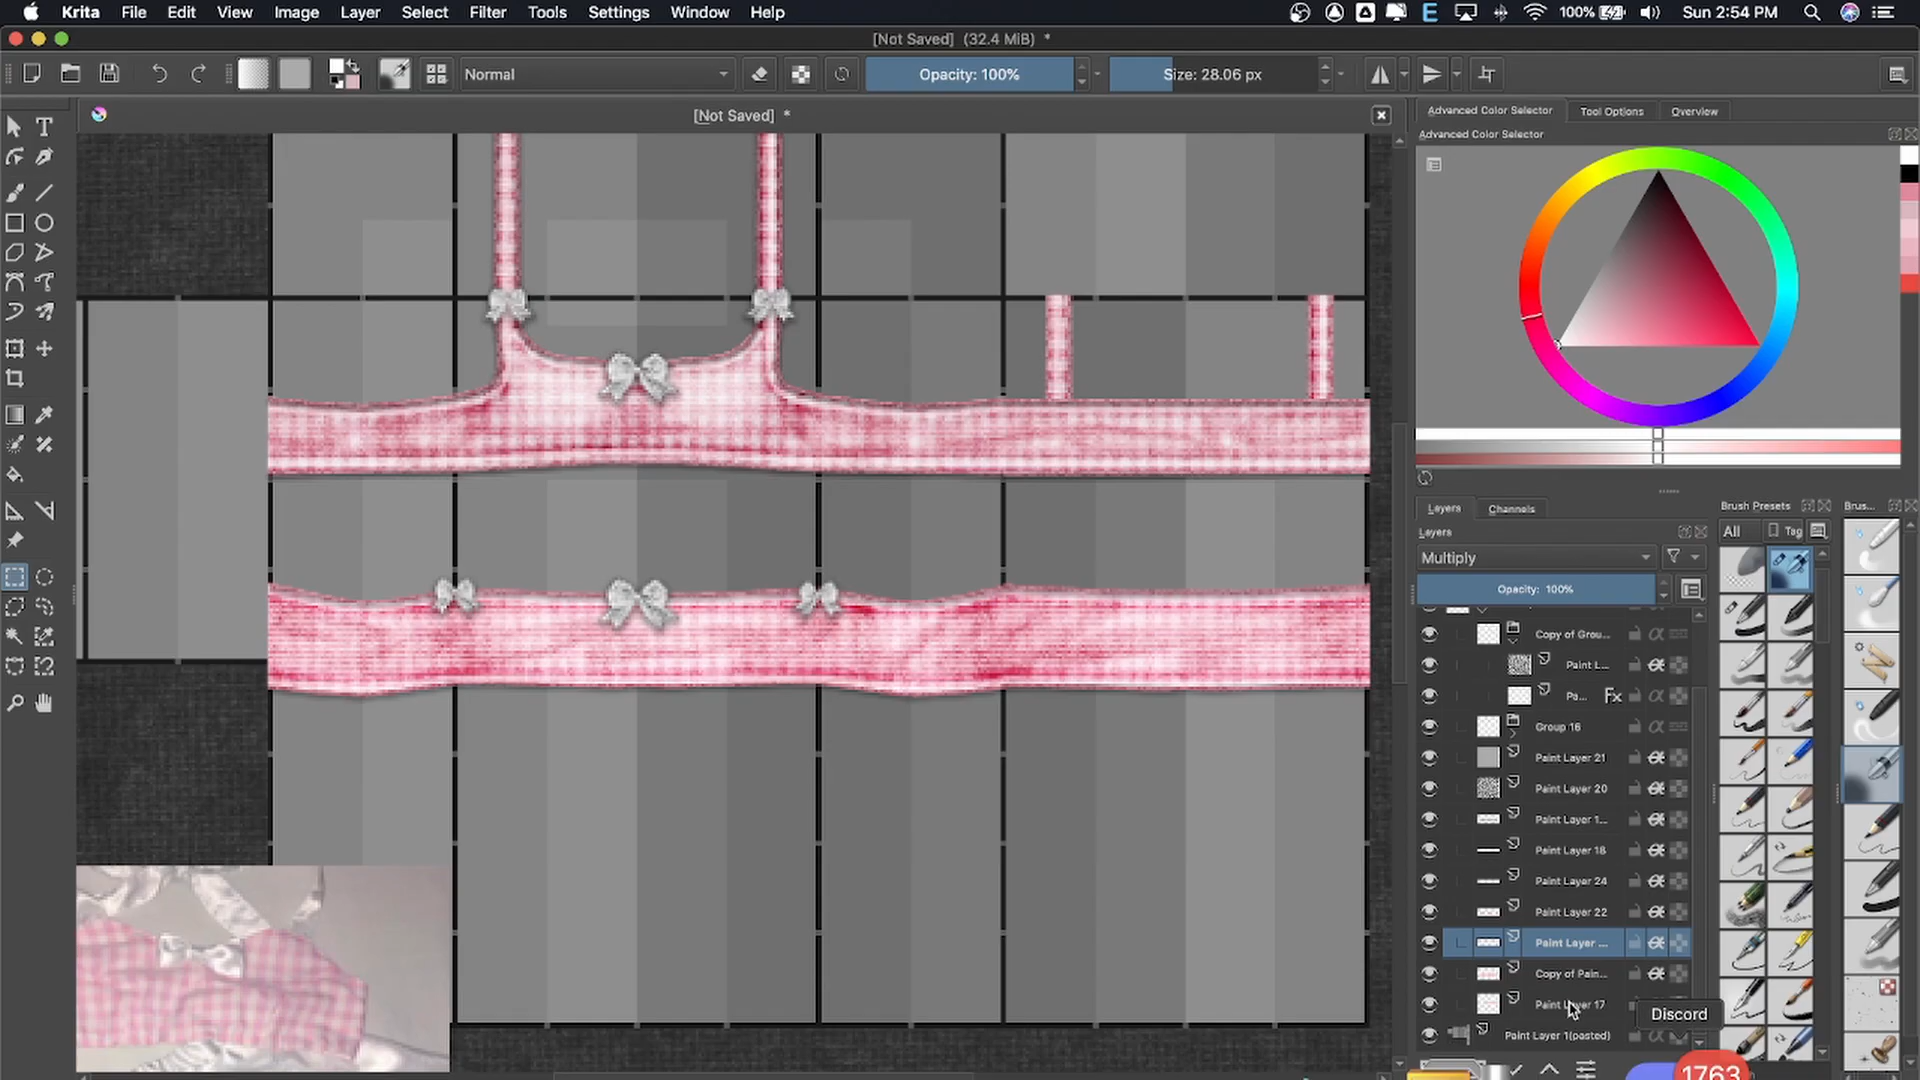 Krita File Edit View Image Layer Select Filter Tools Settings Window Help
100% Sun 2:54 PM
[Not Saved] (32.4 MiB) *
Normal Opacity: 100% Size: 28.06 px
[Not Saved] *
Advanced Color Selector Tool Options Overview
Advanced Color Selector
Layers Channels
Layers
Multiply
Opacity: 100%
Copy of Grou...
Paint L...
Pa... Fx
Group 16
Paint Layer 21
Paint Layer 20
Paint Layer 1...
Paint Layer 18
Paint Layer 24
Paint Layer 22
Paint Layer ...
Copy of Pain...
Paint Layer 17
Paint Layer 1(pasted)
Brush Presets Brus...
All Tag
Discord
1763